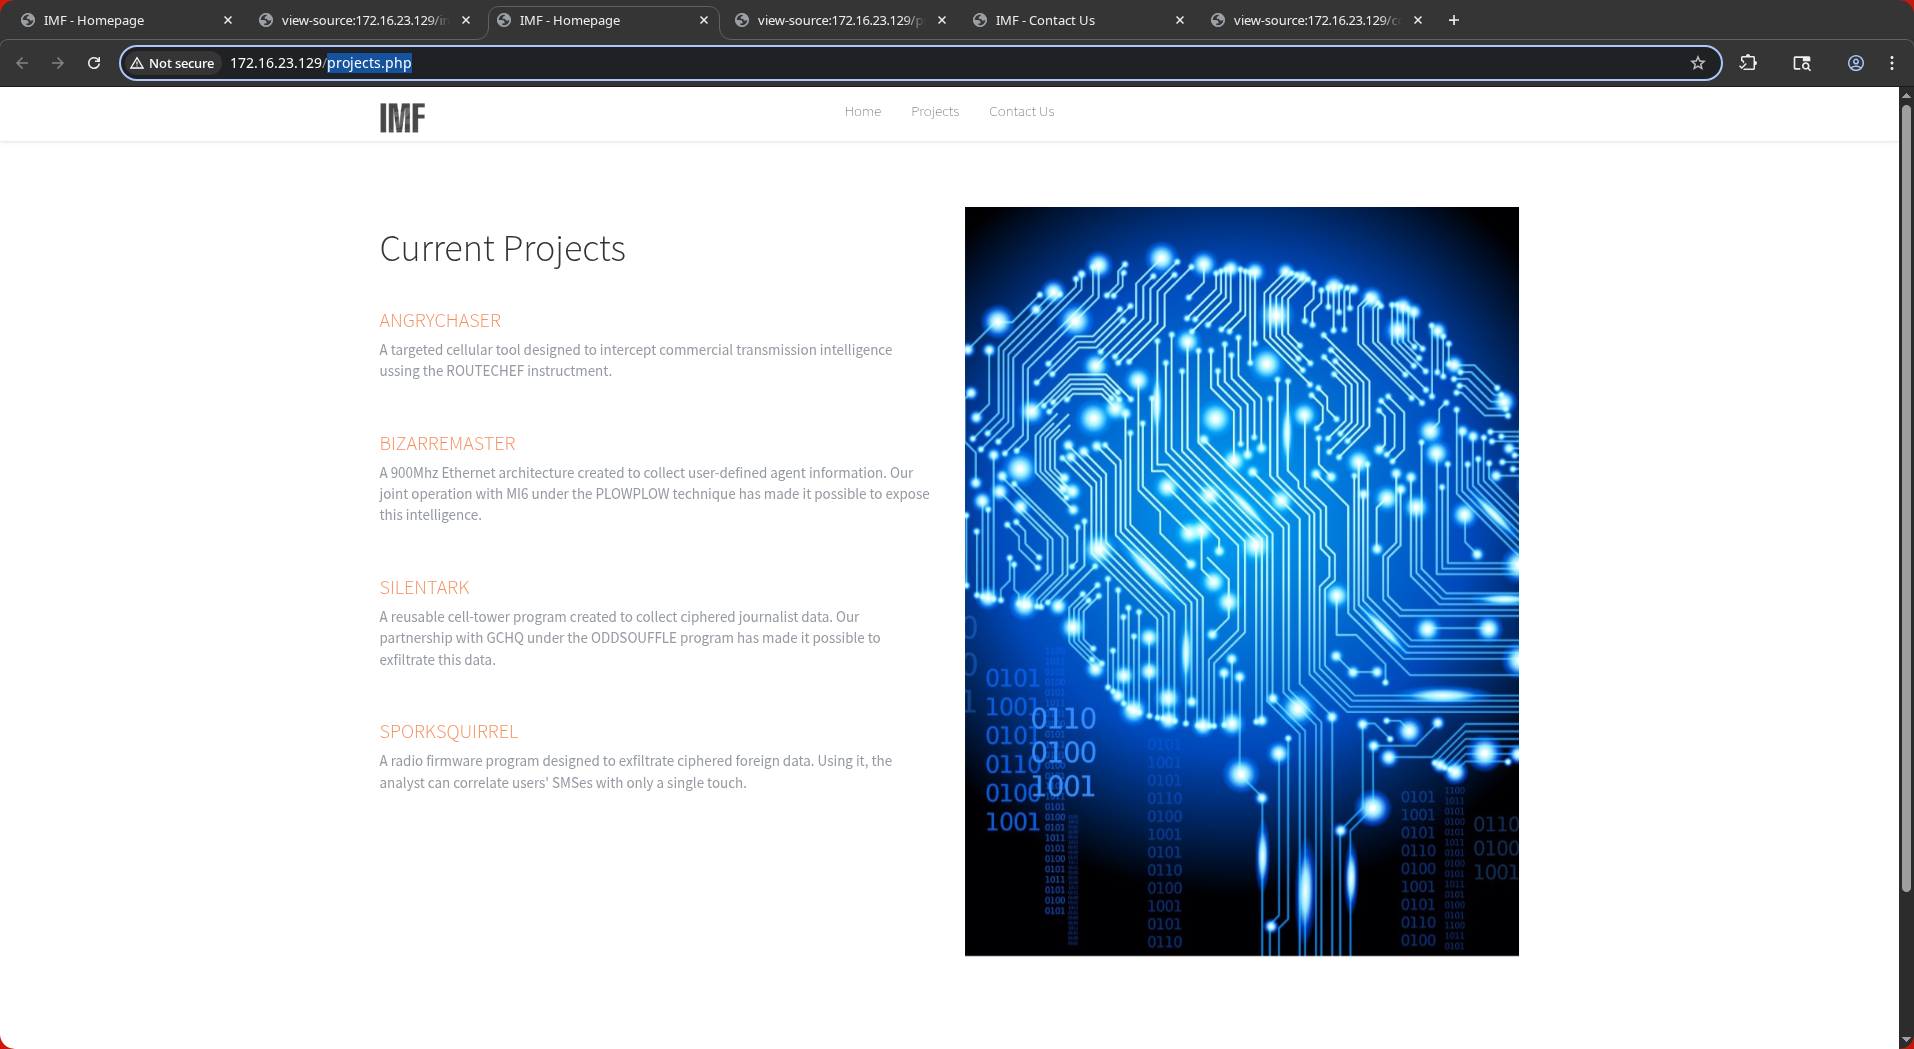 IMF - Homepage
view-source:172.16.23.129/in
IMF - Homepage
view-source:172.16.23.129/p
IMF - Contact Us
view-source:172.16.23.129/c
Not secure
172.16.23.129/projects.php
IMF
Home
Projects
Contact Us
Current Projects
ANGRYCHASER
A targeted cellular tool designed to intercept commercial transmission intelligence
ussing the ROUTECHEF instructment.
BIZARREMASTER
A 900Mhz Ethernet architecture created to collect user-defined agent information. Our
joint operation with MI6 under the PLOWPLOW technique has made it possible to expose
this intelligence.
SILENTARK
A reusable cell-tower program created to collect ciphered journalist data. Our
partnership with GCHQ under the ODDSOUFFLE program has made it possible to
exfiltrate this data.
SPORKSQUIRREL
A radio firmware program designed to exfiltrate ciphered foreign data. Using it, the
analyst can correlate users' SMSes with only a single touch.
0101
1001
0101
0110
0100
1001
0110
0100
1001
0101
1001
0101
0110
0100
1001
0101
0110
0100
1001
0101
0110
0101
1001
0101
0110
0100
1001
0101
0110
0100
0110
0100
1001